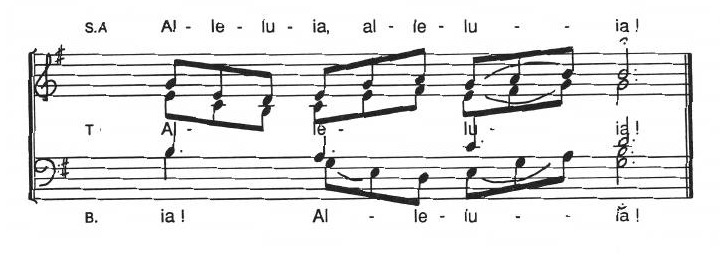 S.A Al - le - lu - ia, al - le - lu - - ia !
T Al - le - lu - ia !
B. ia ! Al - le - lu - - ia !